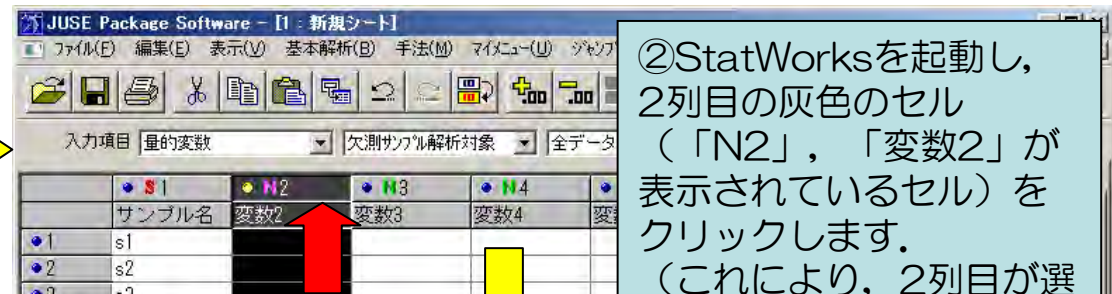 JUSE Package Software - [1 : 新規シート]
ファイル(F) 編集(E) 表示(V) 基本解析(B) 手法(M) マイメニュー(U) ジャンプ
入力項目 量的変数 欠測サンプル解析対象 全データ
S1 N2 N3 N4
サンプル名 変数2 変数3 変数4 変
1 s1
2 s2
②StatWorksを起動し，
2列目の灰色のセル
（「N2」，「変数2」が
表示されているセル）を
クリックします．
（これにより，2列目が選